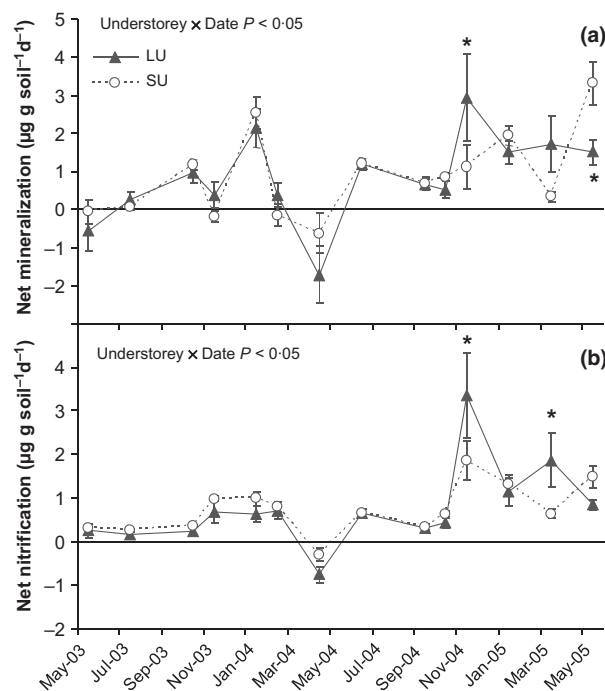 Understorey × Date P < 0·05
(a)
LU
SU
*
*
Net mineralization (µg g soil⁻¹d⁻¹)
5
4
3
2
1
0
−1
−2
Understorey × Date P < 0·05
(b)
*
*
Net nitrification (µg g soil⁻¹d⁻¹)
4
3
2
1
0
−1
−2
May-03
Jul-03
Sep-03
Nov-03
Jan-04
Mar-04
May-04
Jul-04
Sep-04
Nov-04
Jan-05
Mar-05
May-05